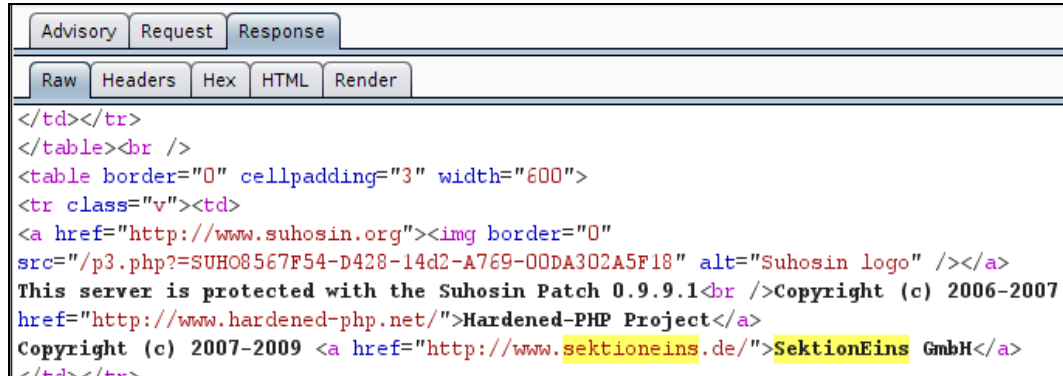 Advisory Request Response
Raw Headers Hex HTML Render
</td></tr>
</table><br />
<table border="0" cellpadding="3" width="600">
<tr class="v"><td>
<a href="http://www.suhosin.org"><img border="0"
src="/p3.php?=SUHO8567F54-D428-14d2-A769-00DA302A5F18" alt="Suhosin logo" /></a>
This server is protected with the Suhosin Patch 0.9.9.1<br />Copyright (c) 2006-2007
href="http://www.hardened-php.net/">Hardened-PHP Project</a>
Copyright (c) 2007-2009 <a href="http://www.sektioneins.de/">SektionEins GmbH</a>
</td></tr>